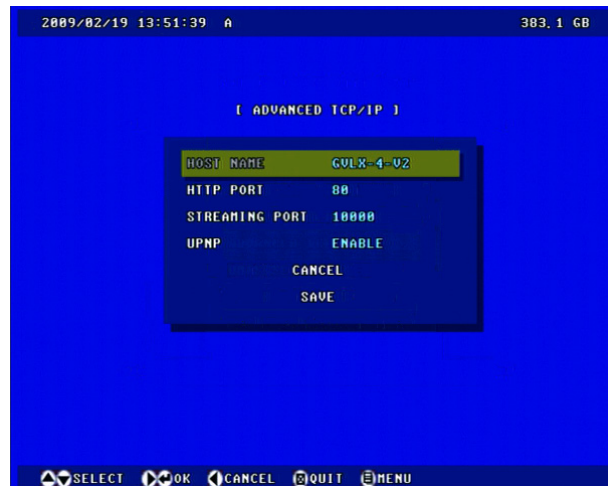 2009/02/19 13:51:39 A 383.1 GB
[ ADVANCED TCP/IP ]
HOST NAME GVLX-4-V2
HTTP PORT 80
STREAMING PORT 10000
UPNP ENABLE
CANCEL
SAVE
SELECT OK CANCEL QUIT MENU